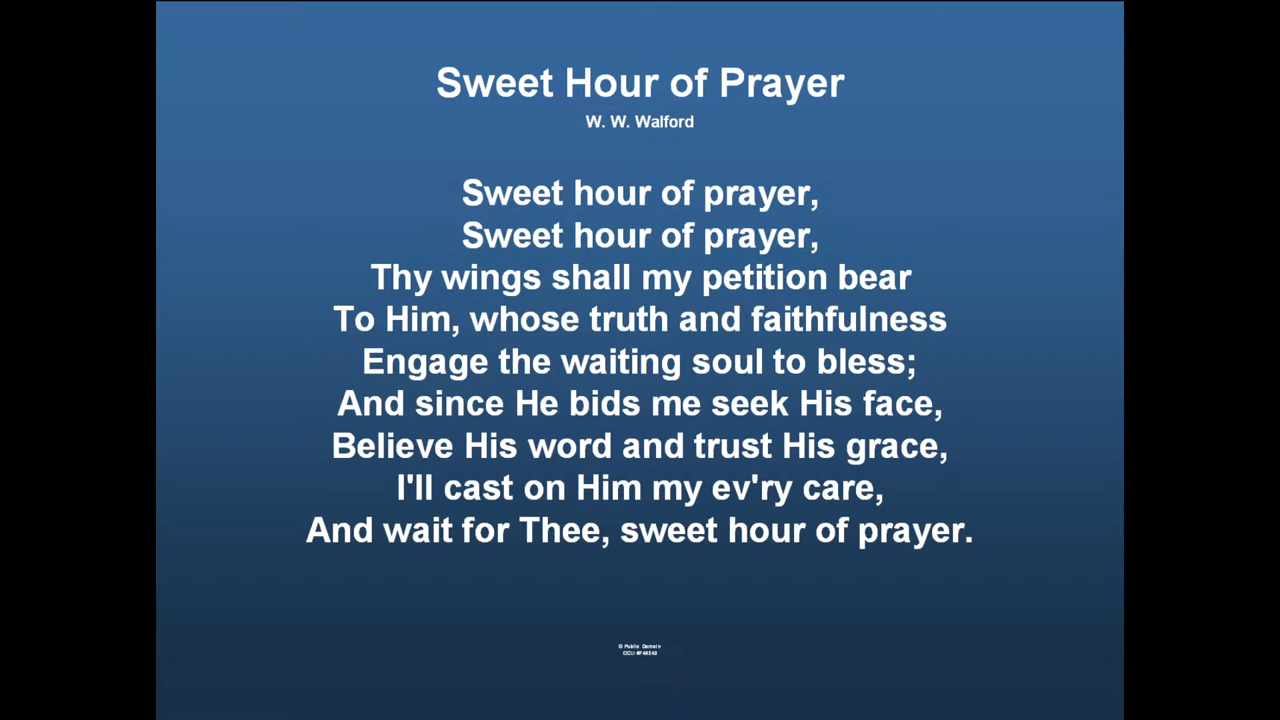 Sweet Hour of Prayer
W. W. Walford
Sweet hour of prayer,
Sweet hour of prayer,
Thy wings shall my petition bear
To Him, whose truth and faithfulness
Engage the waiting soul to bless;
And since He bids me seek His face,
Believe His word and trust His grace,
I'll cast on Him my ev'ry care,
And wait for Thee, sweet hour of prayer.
© Public Domain
CCLI